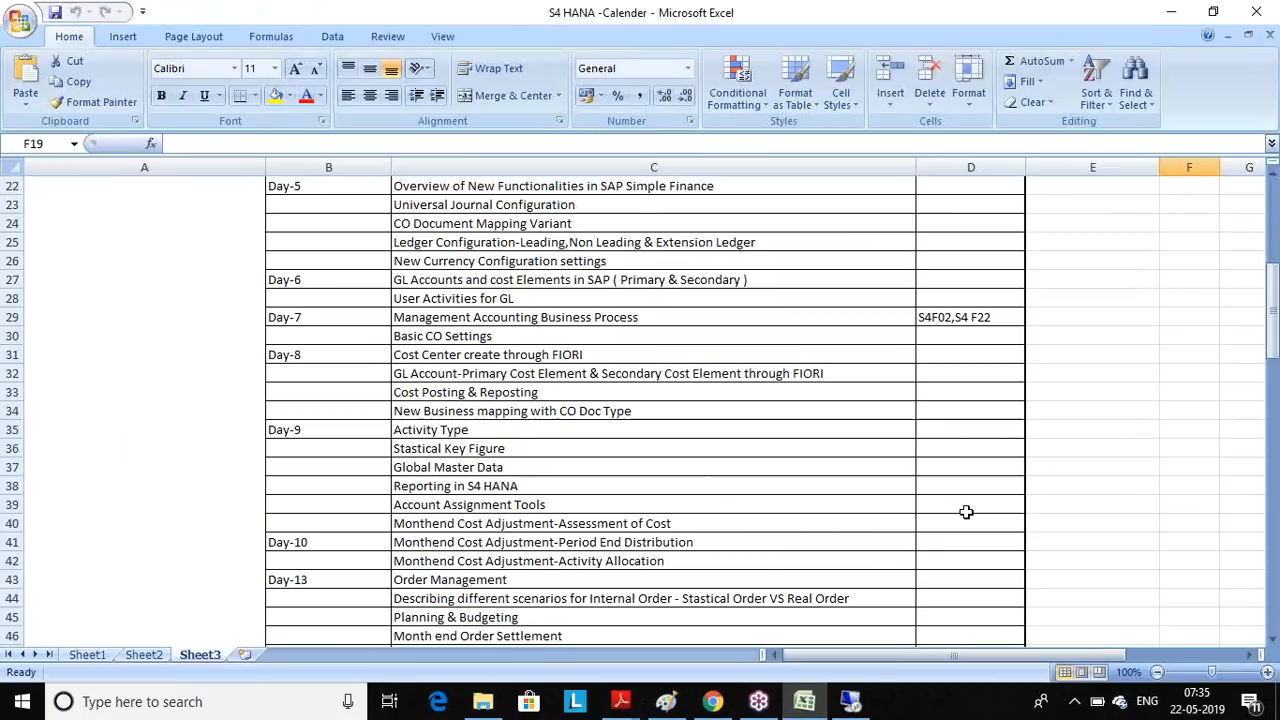 S4 HANA -Calender - Microsoft Excel
Home Insert Page Layout Formulas Data Review View
Paste Cut Copy Format Painter Clipboard
Calibri 11 A A B I U A Font
Wrap Text Merge & Center Alignment
General % , Number
Conditional Formatting Format as Table Cell Styles Styles
Insert Delete Format Cells
Σ AutoSum Fill Clear Sort & Filter Find & Select Editing
F19 fx
A B C D E F G
22 Day-5 Overview of New Functionalities in SAP Simple Finance
23 Universal Journal Configuration
24 CO Document Mapping Variant
25 Ledger Configuration-Leading,Non Leading & Extension Ledger
26 New Currency Configuration settings
27 Day-6 GL Accounts and cost Elements in SAP ( Primary & Secondary )
28 User Activities for GL
29 Day-7 Management Accounting Business Process S4F02,S4 F22
30 Basic CO Settings
31 Day-8 Cost Center create through FIORI
32 GL Account-Primary Cost Element & Secondary Cost Element through FIORI
33 Cost Posting & Reporting
34 New Business mapping with CO Doc Type
35 Day-9 Activity Type
36 Stastical Key Figure
37 Global Master Data
38 Reporting in S4 HANA
39 Account Assignment Tools
40 Monthend Cost Adjustment-Assessment of Cost
41 Day-10 Monthend Cost Adjustment-Period End Distribution
42 Monthend Cost Adjustment-Activity Allocation
43 Day-13 Order Management
44 Describing different scenarios for Internal Order - Stastical Order VS Real Order
45 Planning & Budgeting
46 Month end Order Settlement
Sheet1 Sheet2 Sheet3
Ready 100%
Type here to search ENG 07:35
22-05-2019